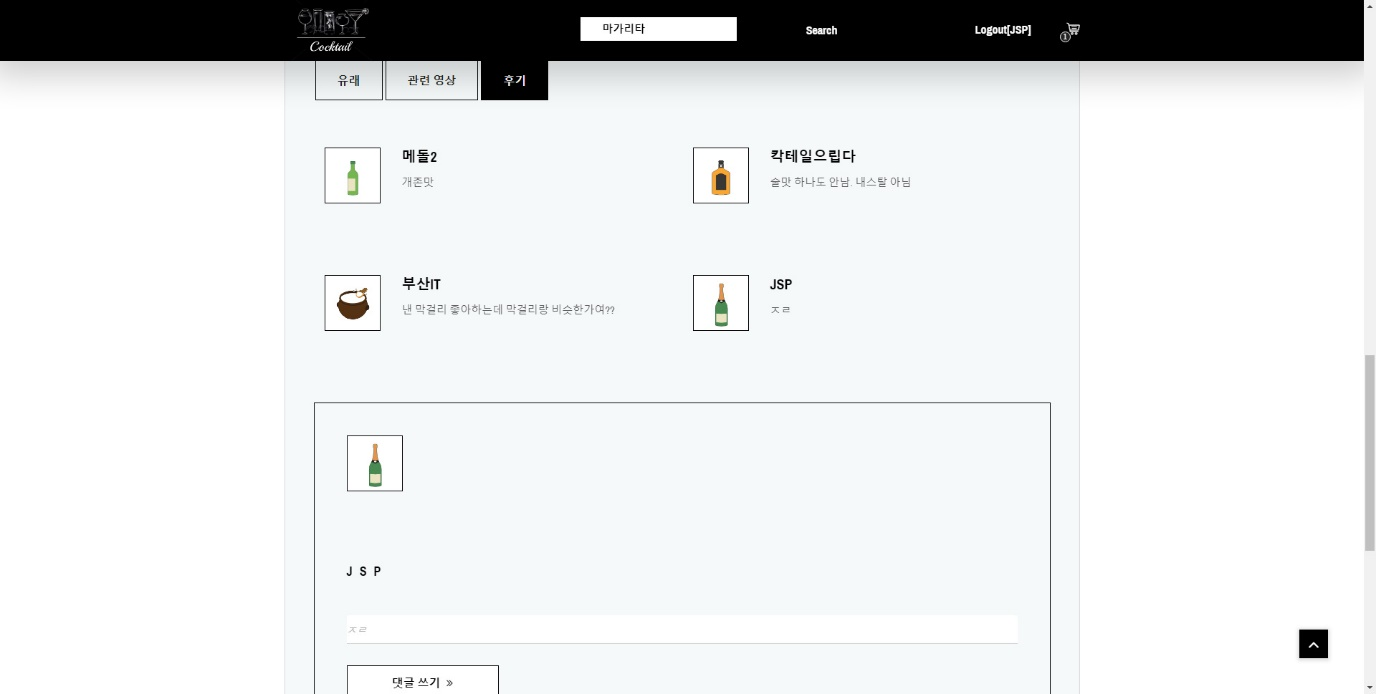 Cocktail
마가리타
Search
Logout[JSP]
1
유래
관련 영상
후기
메돌2
개존맛
칵테일으립다
술맛 하나도 안남. 내스탈 아님
부산IT
낸 막걸리 좋아하는데 막걸리랑 비슷한가여??
JSP
ㅈㄹ
J S P
ㅈㄹ
댓글 쓰기 »